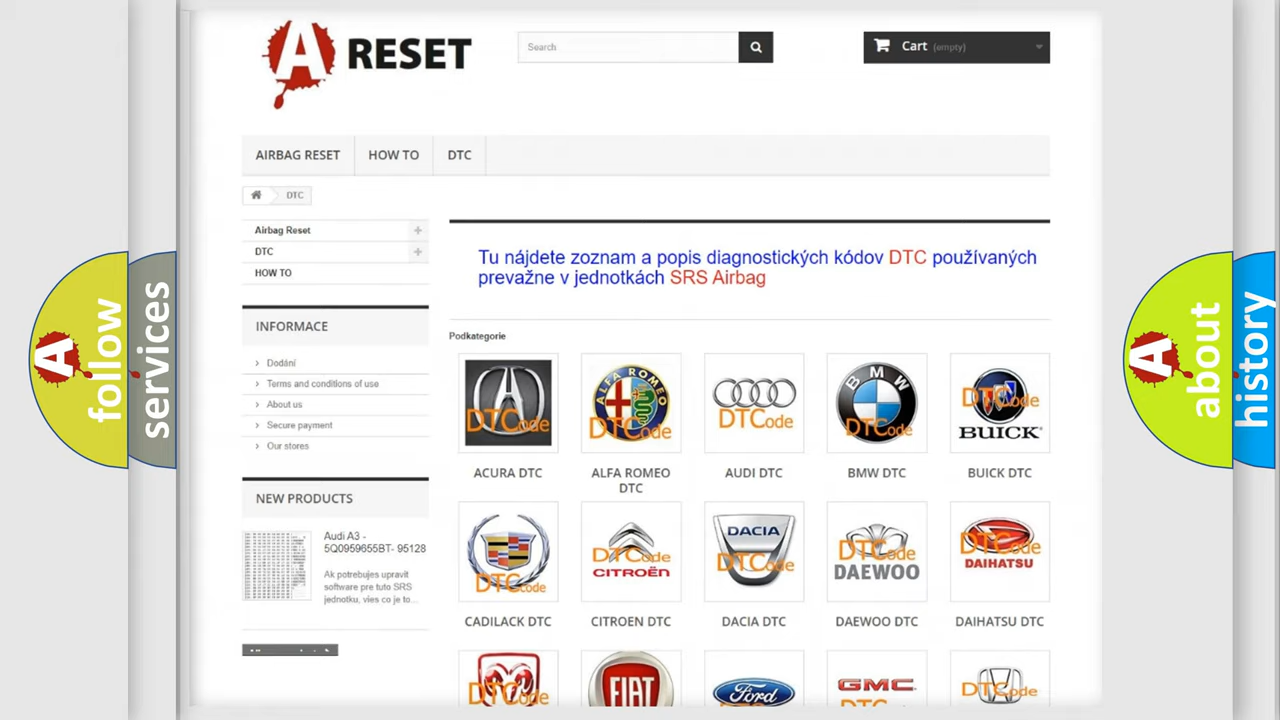 A RESET
Search
Cart (empty)
AIRBAG RESET
HOW TO
DTC
DTC
Airbag Reset
DTC
HOW TO
INFORMACE
Dodání
Terms and conditions of use
About us
Secure payment
Our stores
NEW PRODUCTS
Audi A3 -
5Q0959655BT- 95128
Ak potrebujes upravit
software pre tuto SRS
jednotku, vies co je to...
Tu nájdete zoznam a popis diagnostických kódov DTC používaných
prevažne v jednotkách SRS Airbag
Podkategorie
DTCode
ALFA ROMEO
DTCode
DTCode
BMW
DTCode
DTCode
BUICK
ACURA DTC
ALFA ROMEO
DTC
AUDI DTC
BMW DTC
BUICK DTC
DTCode
DTCode
CITROËN
DACIA
DTCode
DTCode
DAEWOO
DTCode
DAIHATSU
CADILACK DTC
CITROEN DTC
DACIA DTC
DAEWOO DTC
DAIHATSU DTC
DTCode
FIAT
Ford
GMC
DTCode
A follow
services
A about
history